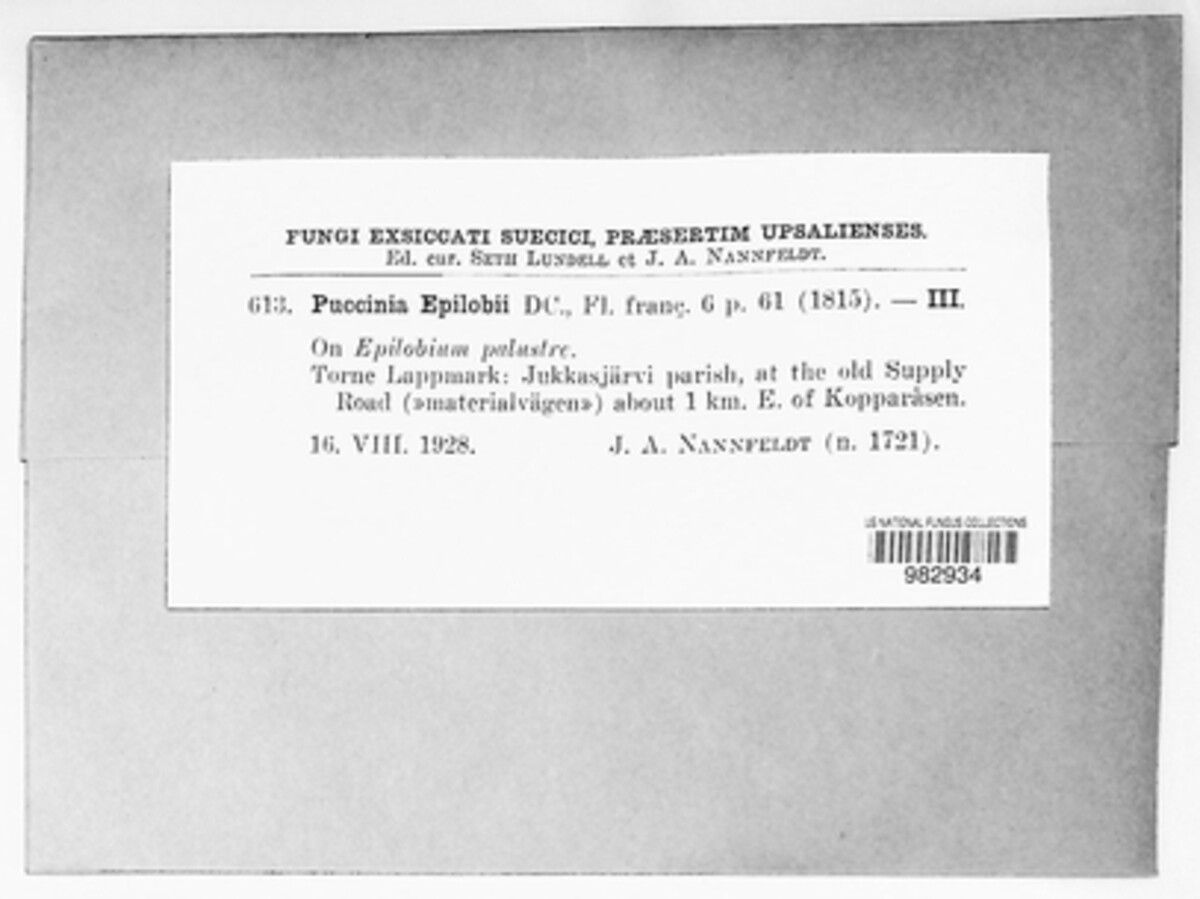 FUNGI EXSICCATI SUECICI, PRÆSERTIM UPSALIENSES.
Ed. cur. SETH LUNDELL et J. A. NANNFELDT.
613. Puccinia Epilobii DC., Fl. franç. 6 p. 61 (1815). — III.
On Epilobium palustre.
Torne Lappmark: Jukkasjärvi parish, at the old Supply
Road (»materialvägen») about 1 km. E. of Kopparåsen.
16. VIII. 1928. J. A. NANNFELDT (n. 1721).
US NATIONAL FUNGUS COLLECTIONS
982934